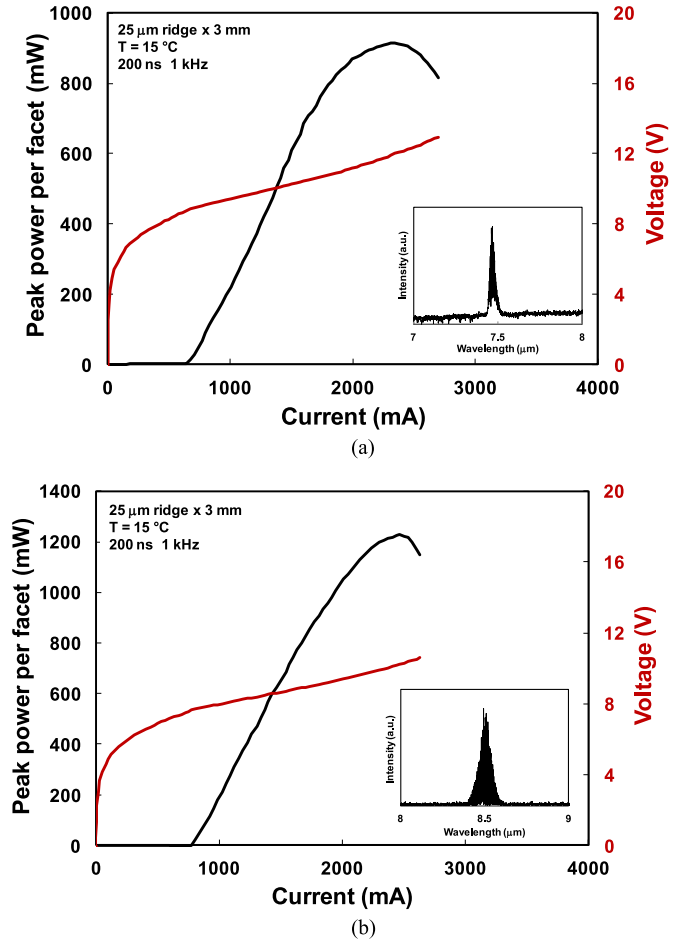 25 μm ridge x 3 mm
T = 15 °C
200 ns 1 kHz
Peak power per facet (mW)
1000
800
600
400
200
0
Voltage (V)
20
16
12
8
4
0
Intensity (a.u.)
7 7.5 8
Wavelength (μm)
0 1000 2000 3000 4000
Current (mA)
(a)
25 μm ridge x 3 mm
T = 15 °C
200 ns 1 kHz
Peak power per facet (mW)
1400
1200
1000
800
600
400
200
0
Voltage (V)
20
16
12
8
4
0
Intensity (a.u.)
8 8.5 9
Wavelength (μm)
0 1000 2000 3000 4000
Current (mA)
(b)